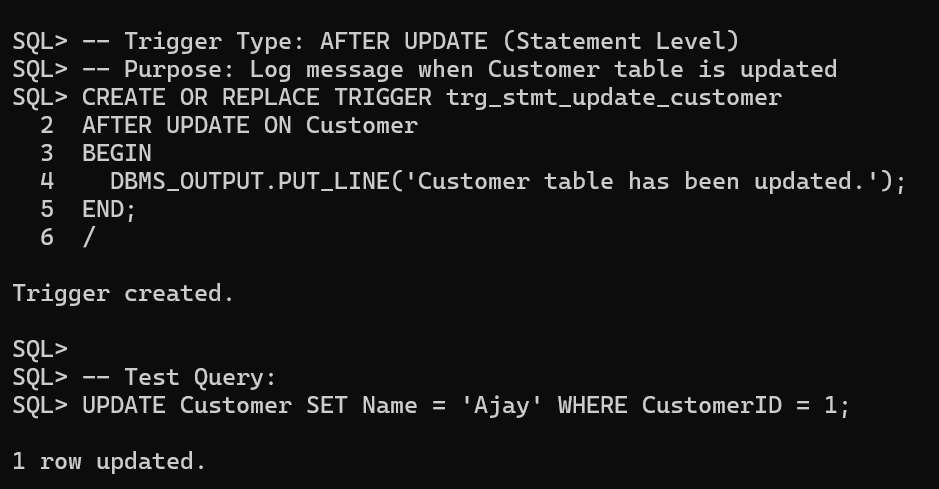 SQL> -- Trigger Type: AFTER UPDATE (Statement Level)
SQL> -- Purpose: Log message when Customer table is updated
SQL> CREATE OR REPLACE TRIGGER trg_stmt_update_customer
  2  AFTER UPDATE ON Customer
  3  BEGIN
  4    DBMS_OUTPUT.PUT_LINE('Customer table has been updated.');
  5  END;
  6  /
Trigger created.
SQL>
SQL> -- Test Query:
SQL> UPDATE Customer SET Name = 'Ajay' WHERE CustomerID = 1;
1 row updated.